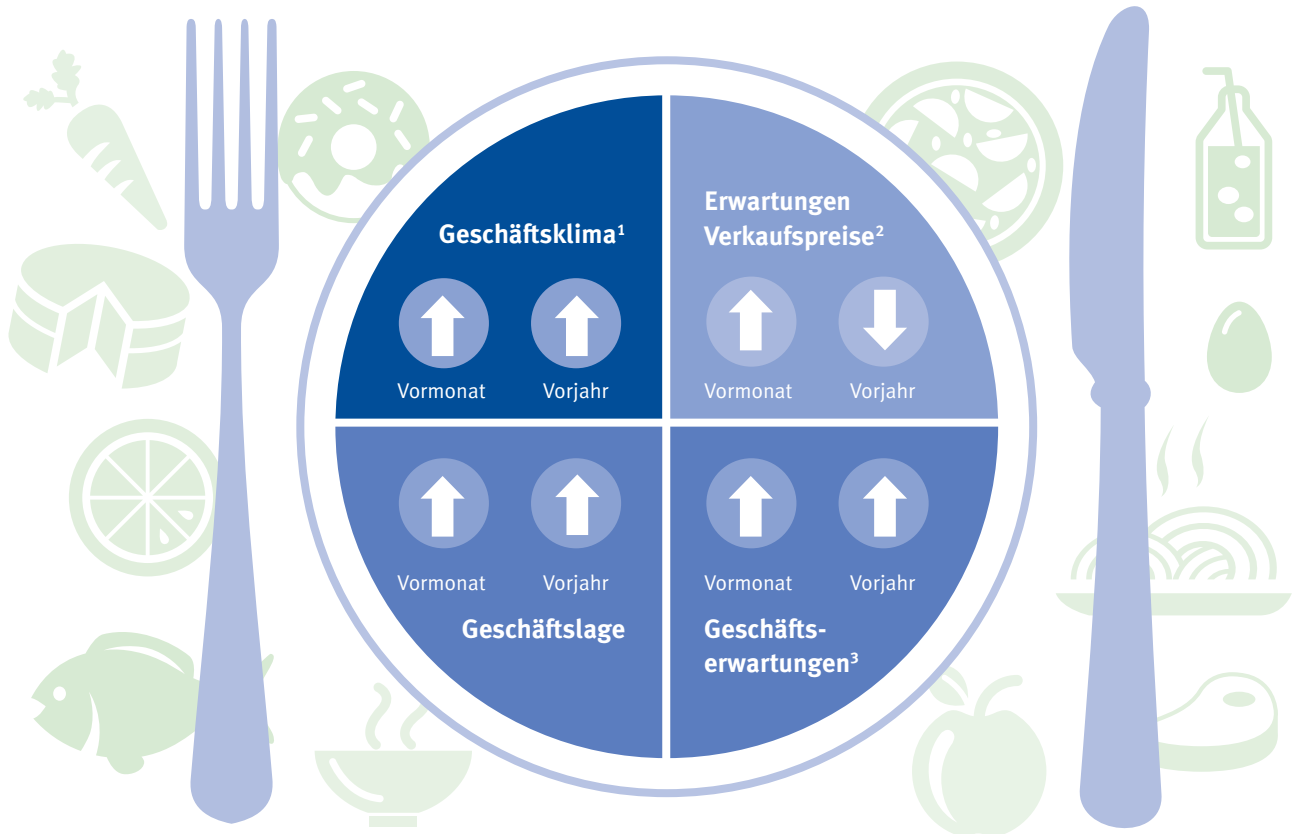 Geschäftsklima¹
Vormonat Vorjahr
Erwartungen
Verkaufspreise²
Vormonat Vorjahr
Vormonat Vorjahr
Geschäftslage
Vormonat Vorjahr
Geschäfts-
erwartungen³